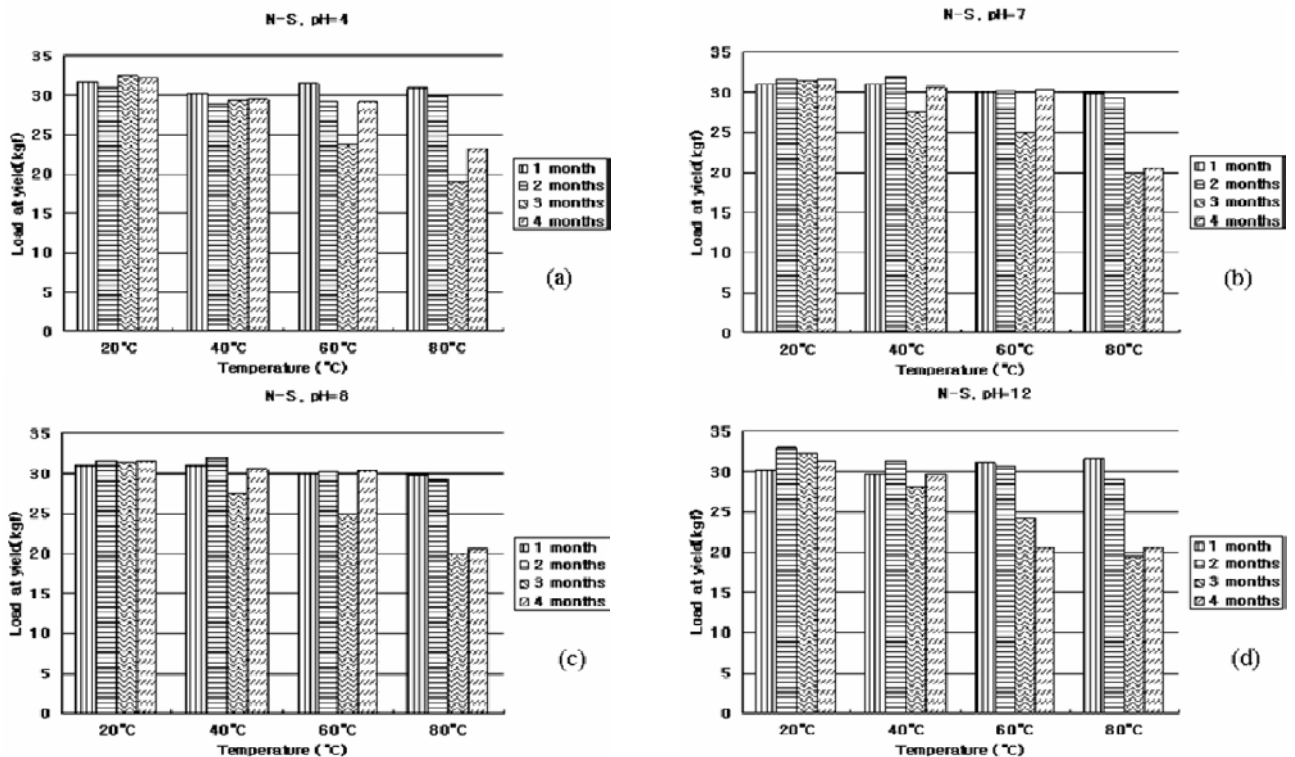 N-S, pH=4
Load at yield(kgf)
35
30
25
20
15
10
5
0
20°C 40°C 60°C 80°C
Temperature (°C)
1 month
2 months
3 months
4 months
(a)
N-S, pH=7
Load at yield(kgf)
35
30
25
20
15
10
5
0
20°C 40°C 60°C 80°C
Temperature (°C)
1 month
2 months
3 months
4 months
(b)
N-S, pH=8
Load at yield(kgf)
35
30
25
20
15
10
5
0
20°C 40°C 60°C 80°C
Temperature (°C)
1 month
2 months
3 months
4 months
(c)
N-S, pH=12
Load at yield(kgf)
35
30
25
20
15
10
5
0
20°C 40°C 60°C 80°C
Temperature (°C)
1 month
2 months
3 months
4 months
(d)